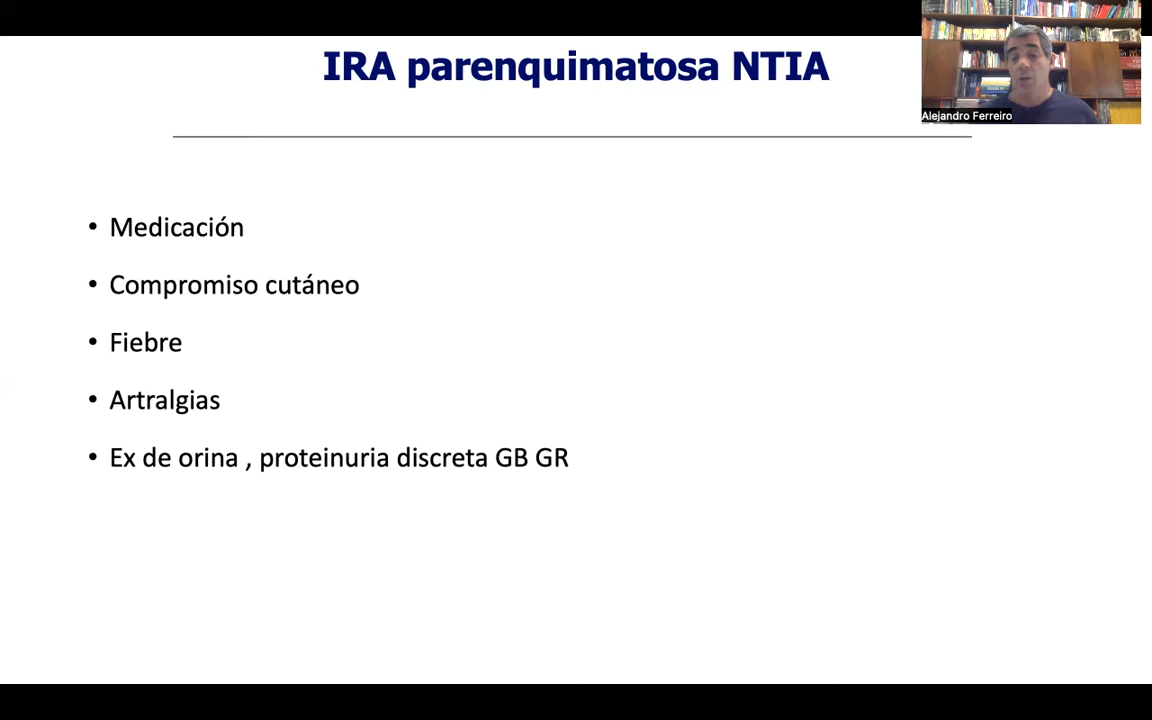 IRA parenquimatosa NTIA
Alejandro Ferreiro
• Medicación
• Compromiso cutáneo
• Fiebre
• Artralgias
• Ex de orina , proteinuria discreta GB GR